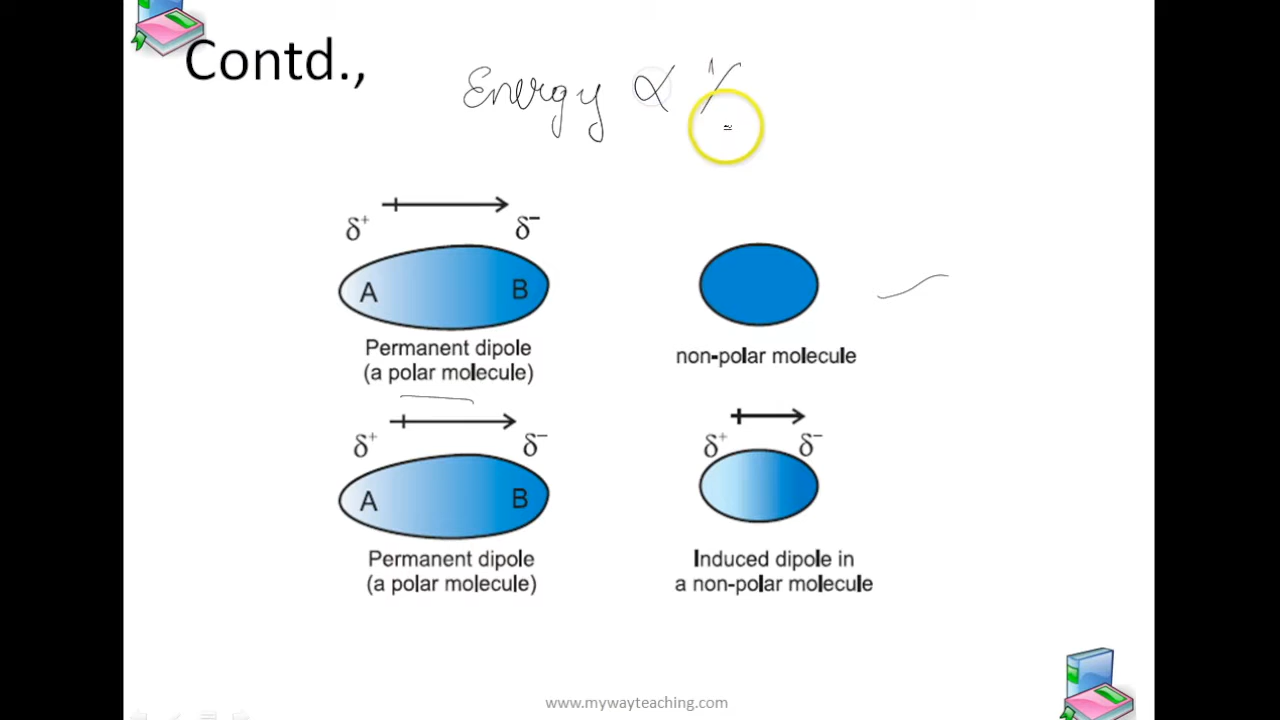 Contd.,
Energy ∝ 1/
δ+ δ−
A B
Permanent dipole
(a polar molecule)
non-polar molecule
δ+ δ−
A B
Permanent dipole
(a polar molecule)
δ+ δ−
Induced dipole in
a non-polar molecule
www.mywayteaching.com